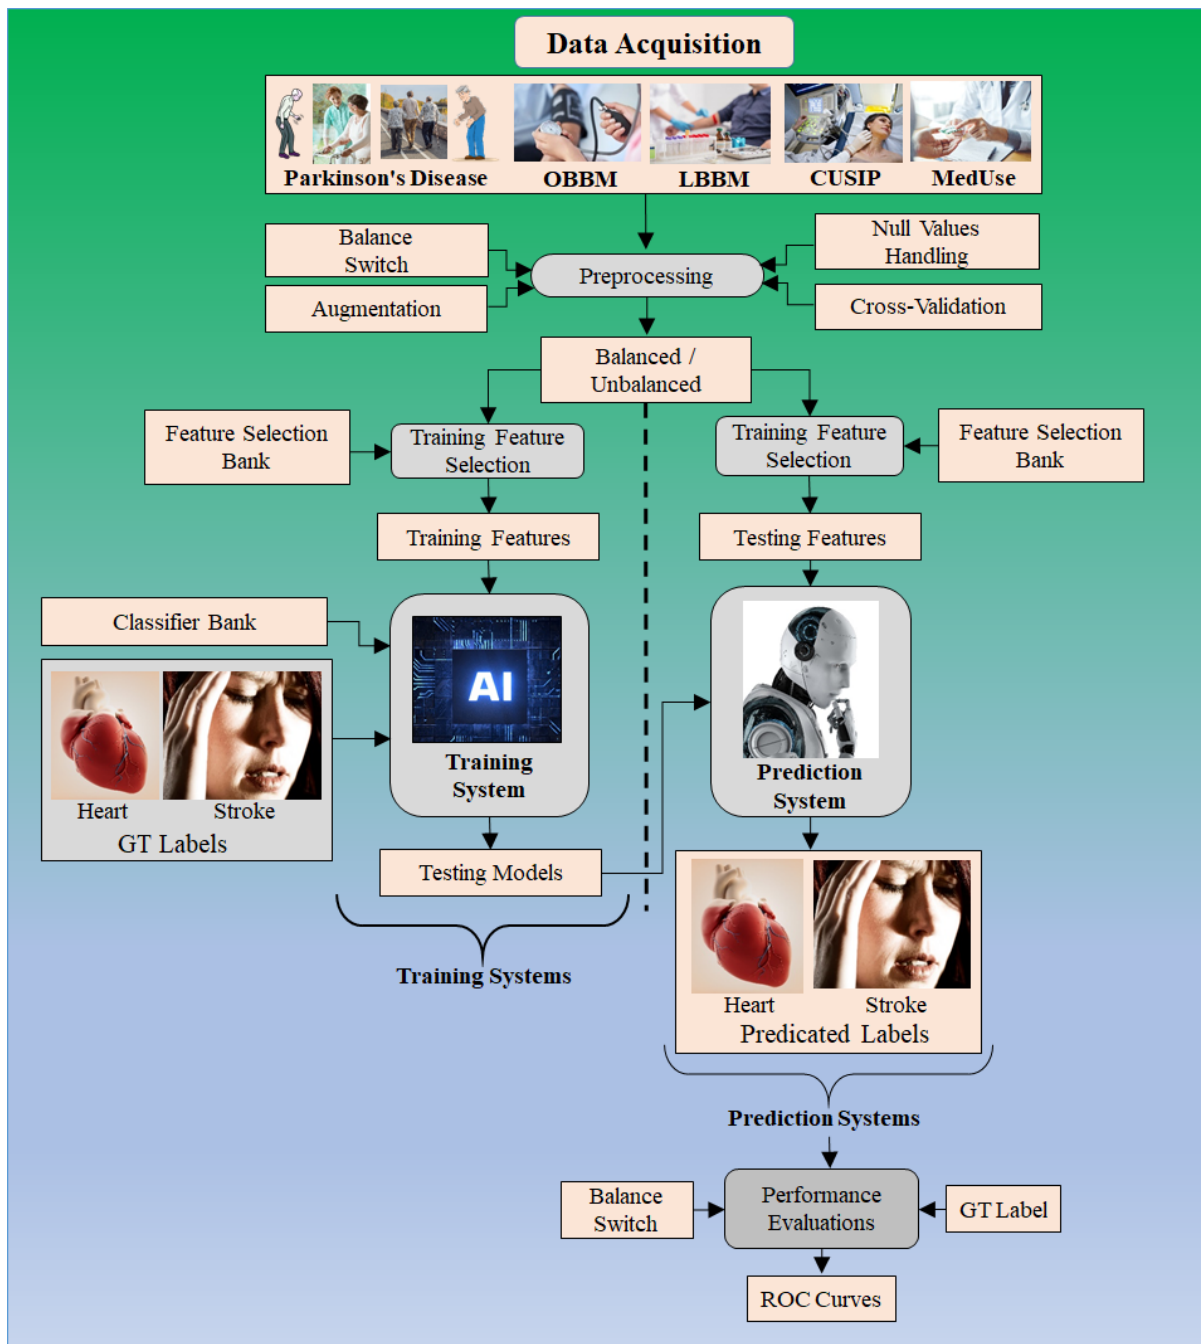 Data Acquisition
Parkinson's Disease
OBBM
LBBM
CUSIP
MedUse
Balance
Switch
Null Values
Handling
Preprocessing
Augmentation
Cross-Validation
Balanced /
Unbalanced
Feature Selection
Bank
Training Feature
Selection
Training Feature
Selection
Feature Selection
Bank
Training Features
Testing Features
Classifier Bank
AI
Training
System
Prediction
System
Heart
Stroke
GT Labels
Testing Models
Training Systems
Heart
Stroke
Predicated Labels
Prediction Systems
Balance
Switch
Performance
Evaluations
GT Label
ROC Curves